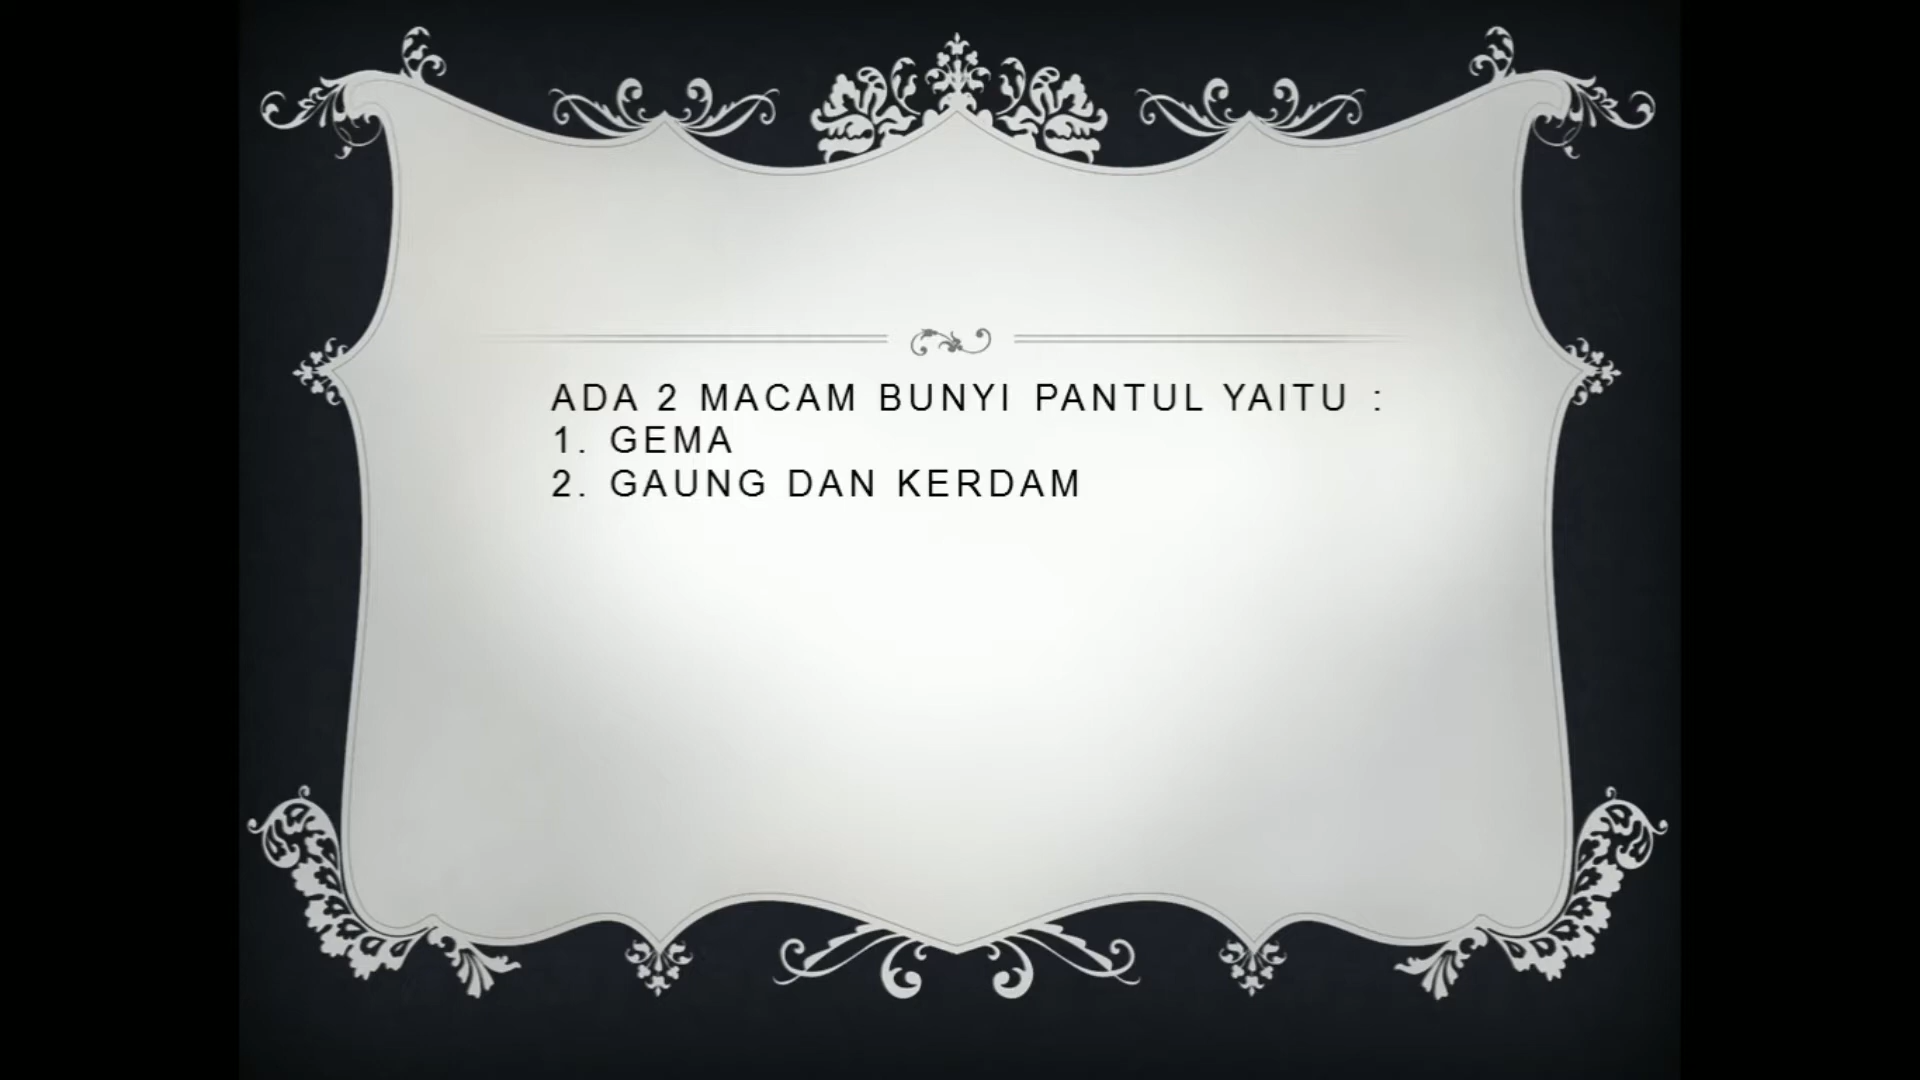 ADA 2 MACAM BUNYI PANTUL YAITU :
1. GEMA
2. GAUNG DAN KERDAM